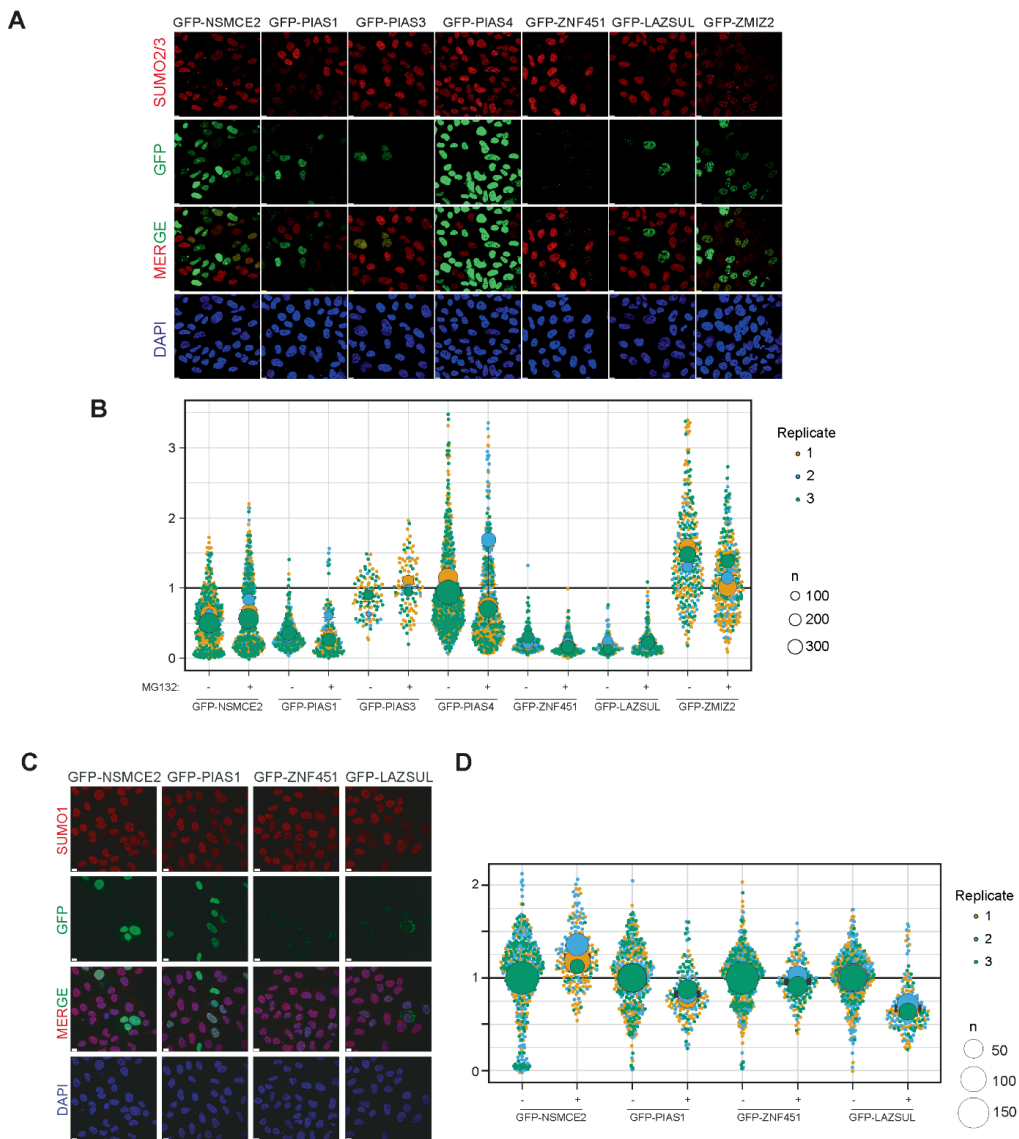 A
GFP-NSMCE2 GFP-PIAS1 GFP-PIAS3 GFP-PIAS4 GFP-ZNF451 GFP-LAZSUL GFP-ZMIZ2
SUMO2/3
GFP
MERGE
DAPI
B
3
2
1
0
MG132: - + - + - + - + - + - + - +
GFP-NSMCE2 GFP-PIAS1 GFP-PIAS3 GFP-PIAS4 GFP-ZNF451 GFP-LAZSUL GFP-ZMIZ2
Replicate
1
2
3
n
100
200
300
C
GFP-NSMCE2 GFP-PIAS1 GFP-ZNF451 GFP-LAZSUL
SUMO1
GFP
MERGE
DAPI
D
2
1
0
- + - + - + - +
GFP-NSMCE2 GFP-PIAS1 GFP-ZNF451 GFP-LAZSUL
Replicate
1
2
3
n
50
100
150